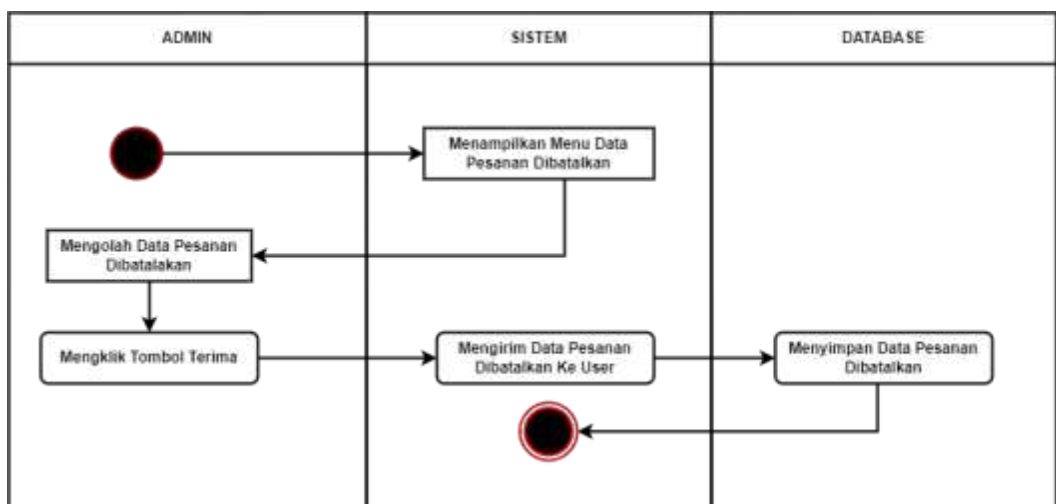 ADMIN
SISTEM
DATABASE
Menampilkan Menu Data
Pesanan Dibatalkan
Mengolah Data Pesanan
Dibatalakan
Mengklik Tombol Terima
Mengirim Data Pesanan
Dibatalkan Ke User
Menyimpan Data Pesanan
Dibatalkan